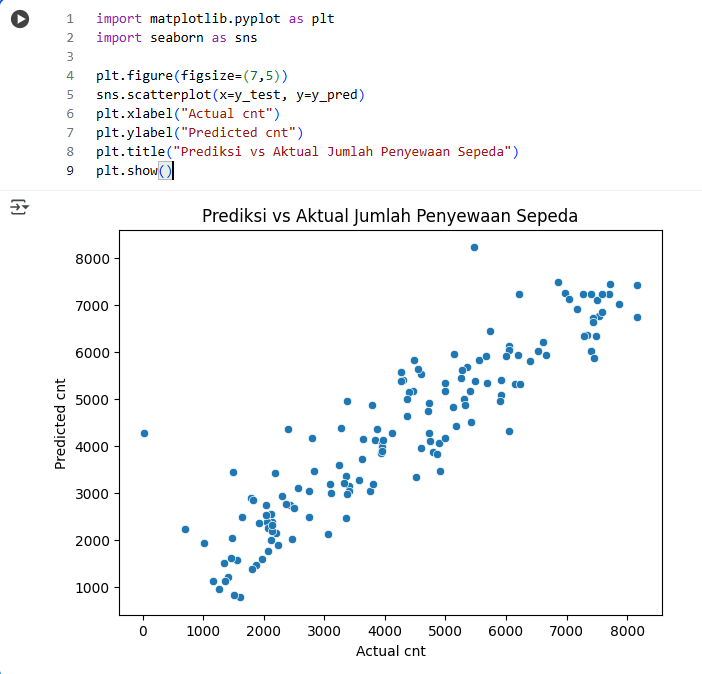 1 import matplotlib.pyplot as plt
2 import seaborn as sns
3
4 plt.figure(figsize=(7,5))
5 sns.scatterplot(x=y_test, y=y_pred)
6 plt.xlabel("Actual cnt")
7 plt.ylabel("Predicted cnt")
8 plt.title("Prediksi vs Aktual Jumlah Penyewaan Sepeda")
9 plt.show()
Prediksi vs Aktual Jumlah Penyewaan Sepeda
Predicted cnt
8000
7000
6000
5000
4000
3000
2000
1000
0 1000 2000 3000 4000 5000 6000 7000 8000
Actual cnt